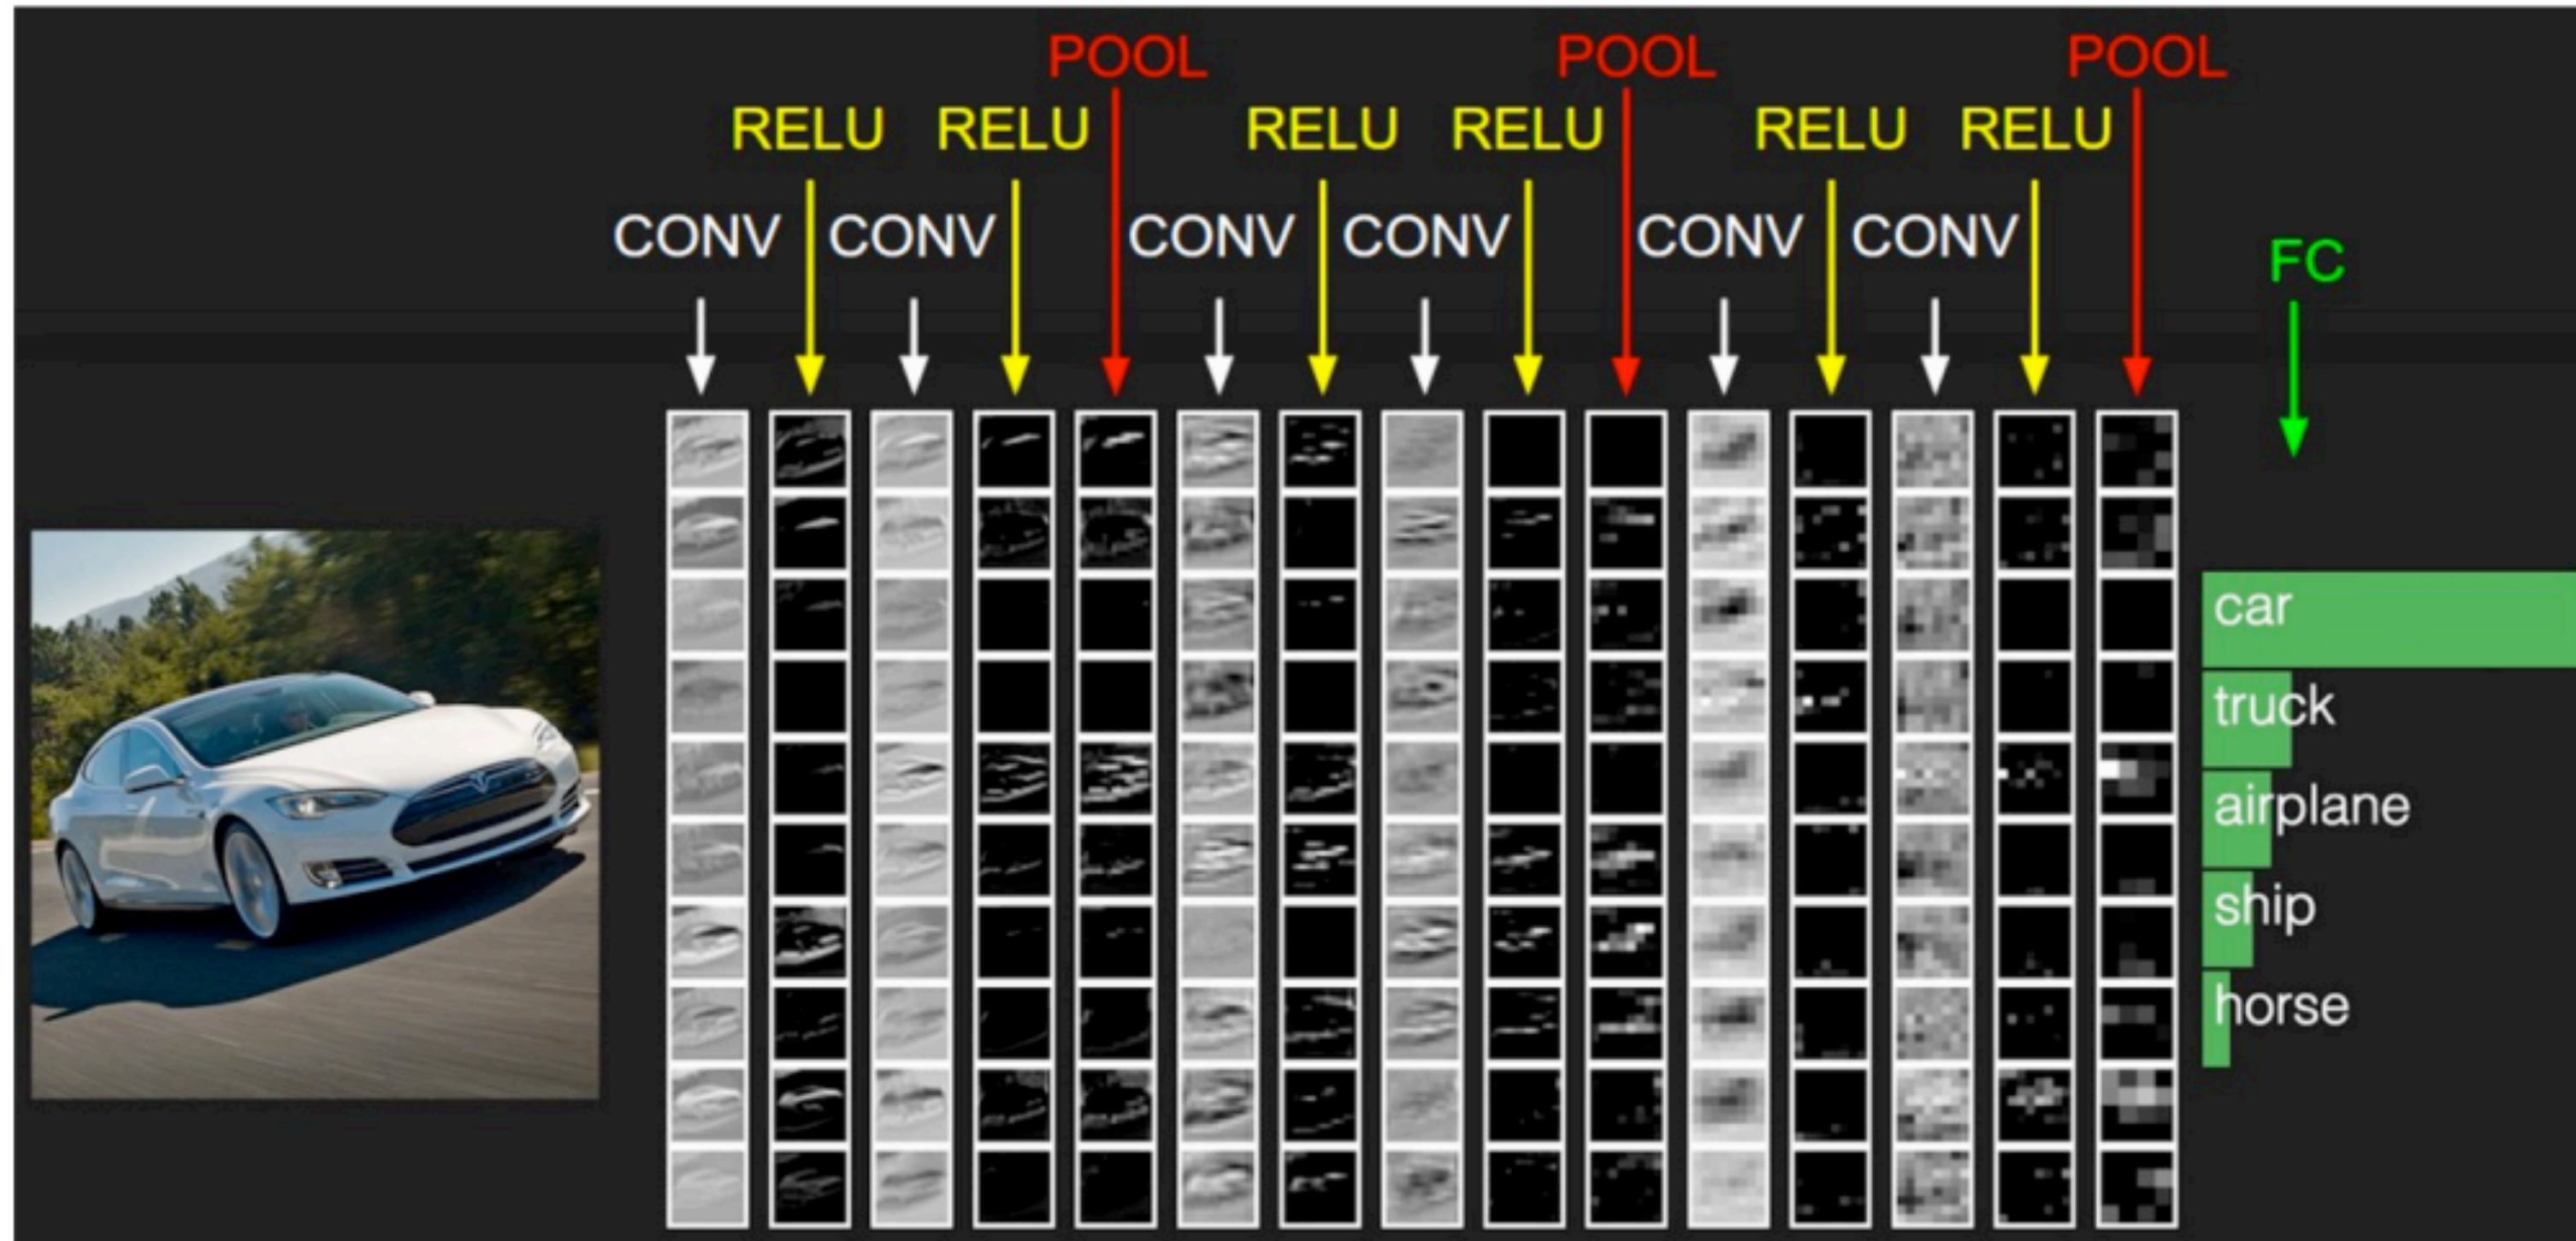 POOL POOL POOL
RELU RELU RELU RELU RELU RELU
CONV CONV CONV CONV CONV CONV
FC
car
truck
airplane
ship
horse